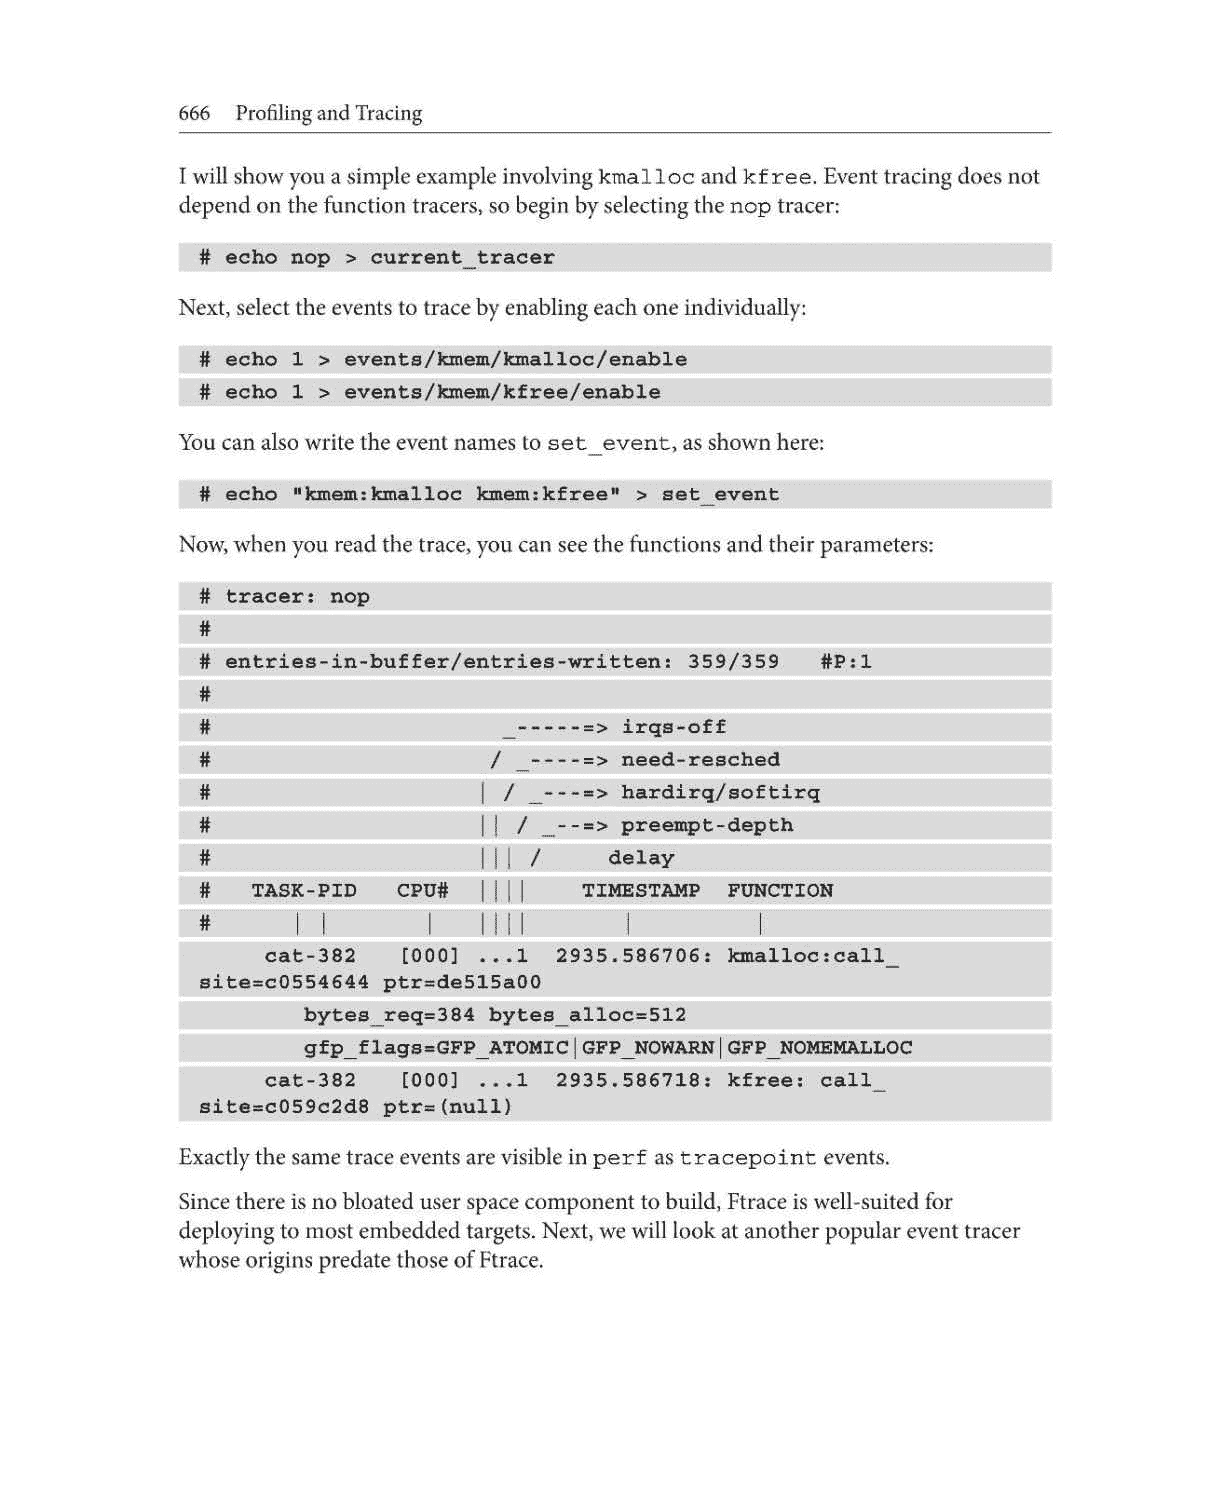 666 Profiling and Tracing
I will show you a simple example involving kmalloc and kfree. Event tracing does not
depend on the function tracers, so begin by selecting the nop tracer:
# echo nop > current_tracer
Next, select the events to trace by enabling each one individually:
# echo 1 > events/kmem/kmalloc/enable
# echo 1 > events/kmem/kfree/enable
You can also write the event names to set_event, as shown here:
# echo "kmem:kmalloc kmem:kfree" > set_event
Now, when you read the trace, you can see the functions and their parameters:
# tracer: nop
#
# entries-in-buffer/entries-written: 359/359   #P:1
#
#                      _-----=> irqs-off
#                     / _----=> need-resched
#                    | / _---=> hardirq/softirq
#                    || / _--=> preempt-depth
#                    ||| /     delay
#   TASK-PID   CPU#  ||||    TIMESTAMP  FUNCTION
#      | |       |   ||||       |         |
     cat-382   [000] ...1  2935.586706: kmalloc:call_
site=c0554644 ptr=de515a00
        bytes_req=384 bytes_alloc=512
        gfp_flags=GFP_ATOMIC|GFP_NOWARN|GFP_NOMEMALLOC
     cat-382   [000] ...1  2935.586718: kfree: call_
site=c059c2d8 ptr=(null)
Exactly the same trace events are visible in perf as tracepoint events.
Since there is no bloated user space component to build, Ftrace is well-suited for
deploying to most embedded targets. Next, we will look at another popular event tracer
whose origins predate those of Ftrace.